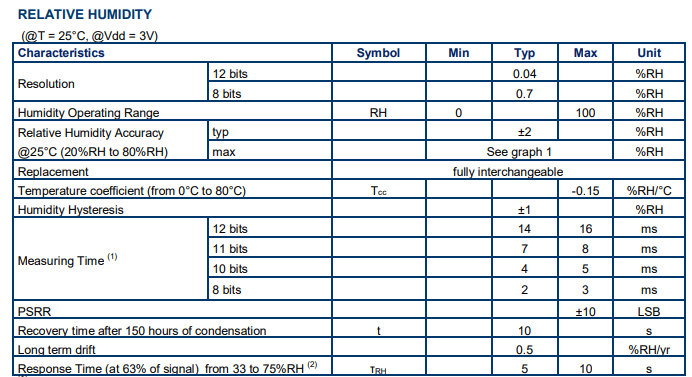 RELATIVE HUMIDITY
(@T = 25°C, @Vdd = 3V)
Characteristics Symbol Min Typ Max Unit
Resolution 12 bits 0.04 %RH
8 bits 0.7 %RH
Humidity Operating Range RH 0 100 %RH
Relative Humidity Accuracy typ ±2 %RH
@25°C (20%RH to 80%RH) max See graph 1 %RH
Replacement fully interchangeable
Temperature coefficient (from 0°C to 80°C) Tcc -0.15 %RH/°C
Humidity Hysteresis ±1 %RH
Measuring Time (1) 12 bits 14 16 ms
11 bits 7 8 ms
10 bits 4 5 ms
8 bits 2 3 ms
PSRR ±10 LSB
Recovery time after 150 hours of condensation t 10 s
Long term drift 0.5 %RH/yr
Response Time (at 63% of signal) from 33 to 75%RH (2) TRH 5 10 s